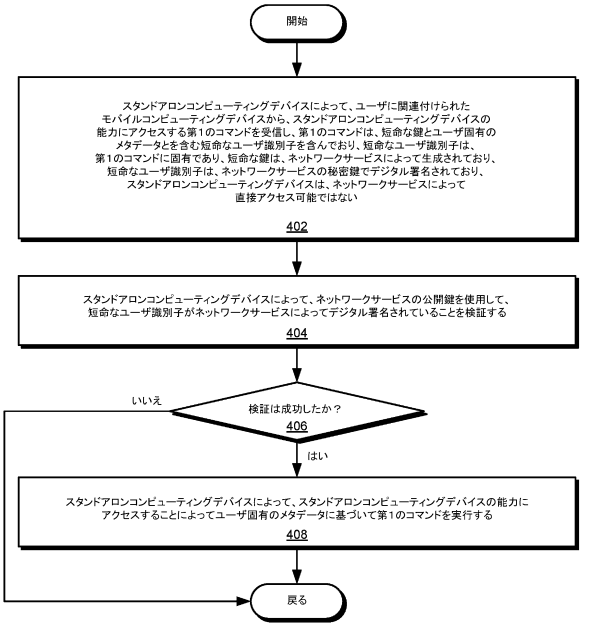 開始
スタンドアロンコンピューティングデバイスによって、ユーザに関連付けられた
モバイルコンピューティングデバイスから、スタンドアロンコンピューティングデバイスの
能力にアクセスする第1のコマンドを受信し、第1のコマンドは、短命な鍵とユーザ固有の
メタデータとを含む短命なユーザ識別子を含んでおり、短命なユーザ識別子は、
第1のコマンドに固有であり、短命な鍵は、ネットワークサービスによって生成されており、
短命なユーザ識別子は、ネットワークサービスの秘密鍵でデジタル署名されており、
スタンドアロンコンピューティングデバイスは、ネットワークサービスによって
直接アクセス可能ではない
402
スタンドアロンコンピューティングデバイスによって、ネットワークサービスの公開鍵を使用して、
短命なユーザ識別子がネットワークサービスによってデジタル署名されていることを検証する
404
いいえ
検証は成功したか？
406
はい
スタンドアロンコンピューティングデバイスによって、スタンドアロンコンピューティングデバイスの能力に
アクセスすることによってユーザ固有のメタデータに基づいて第1のコマンドを実行する
408
戻る